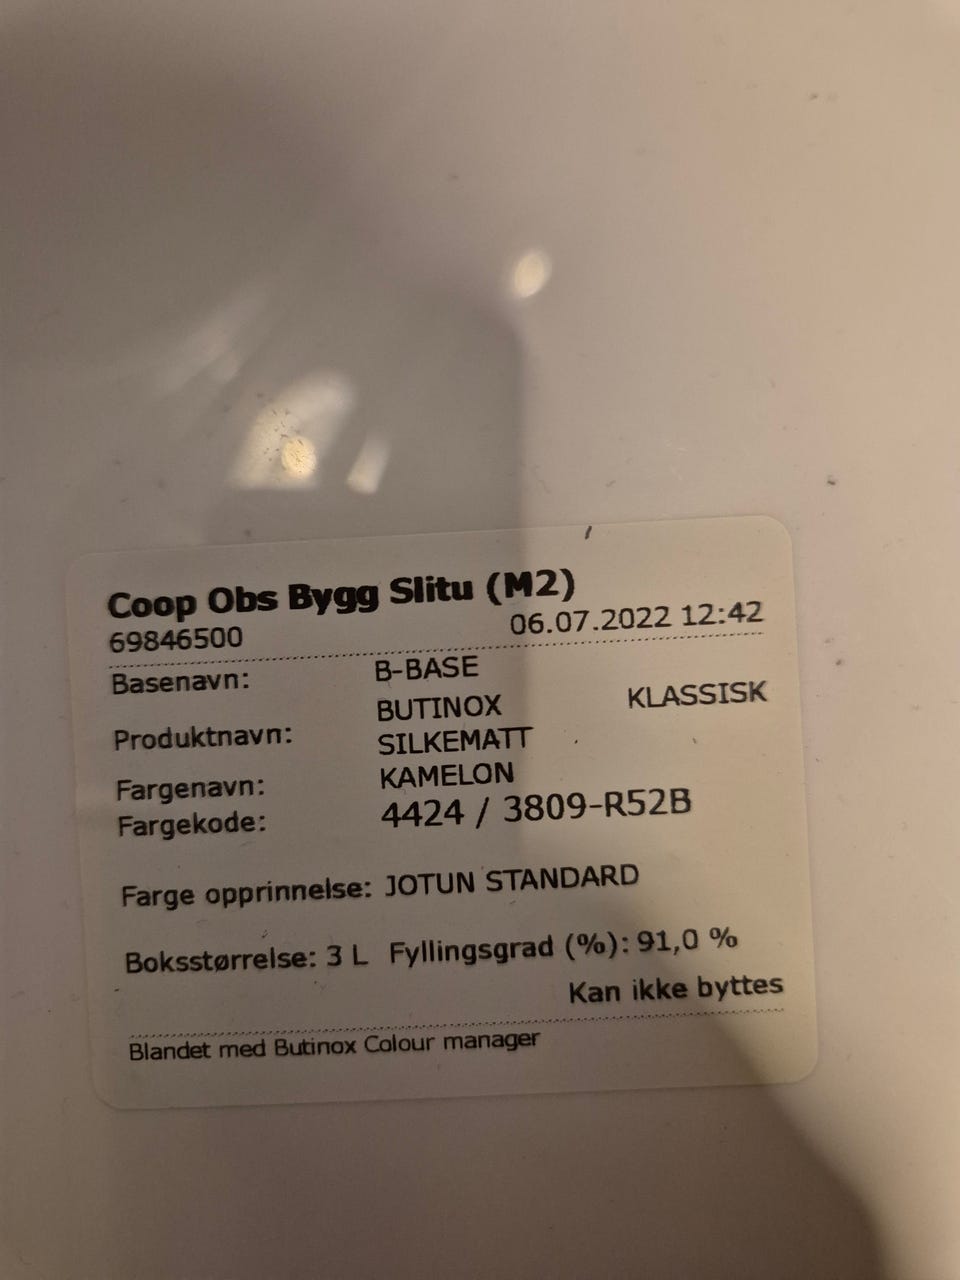 Coop Obs Bygg Slitu (M2)
69846500 06.07.2022 12:42
Basenavn: B-BASE
Produktnavn: BUTINOX KLASSISK
SILKEMATT
Fargenavn: KAMELON
Fargekode: 4424 / 3809-R52B
Farge opprinnelse: JOTUN STANDARD
Boksstørrelse: 3 L Fyllingsgrad (%): 91,0 %
Kan ikke byttes
Blandet med Butinox Colour manager